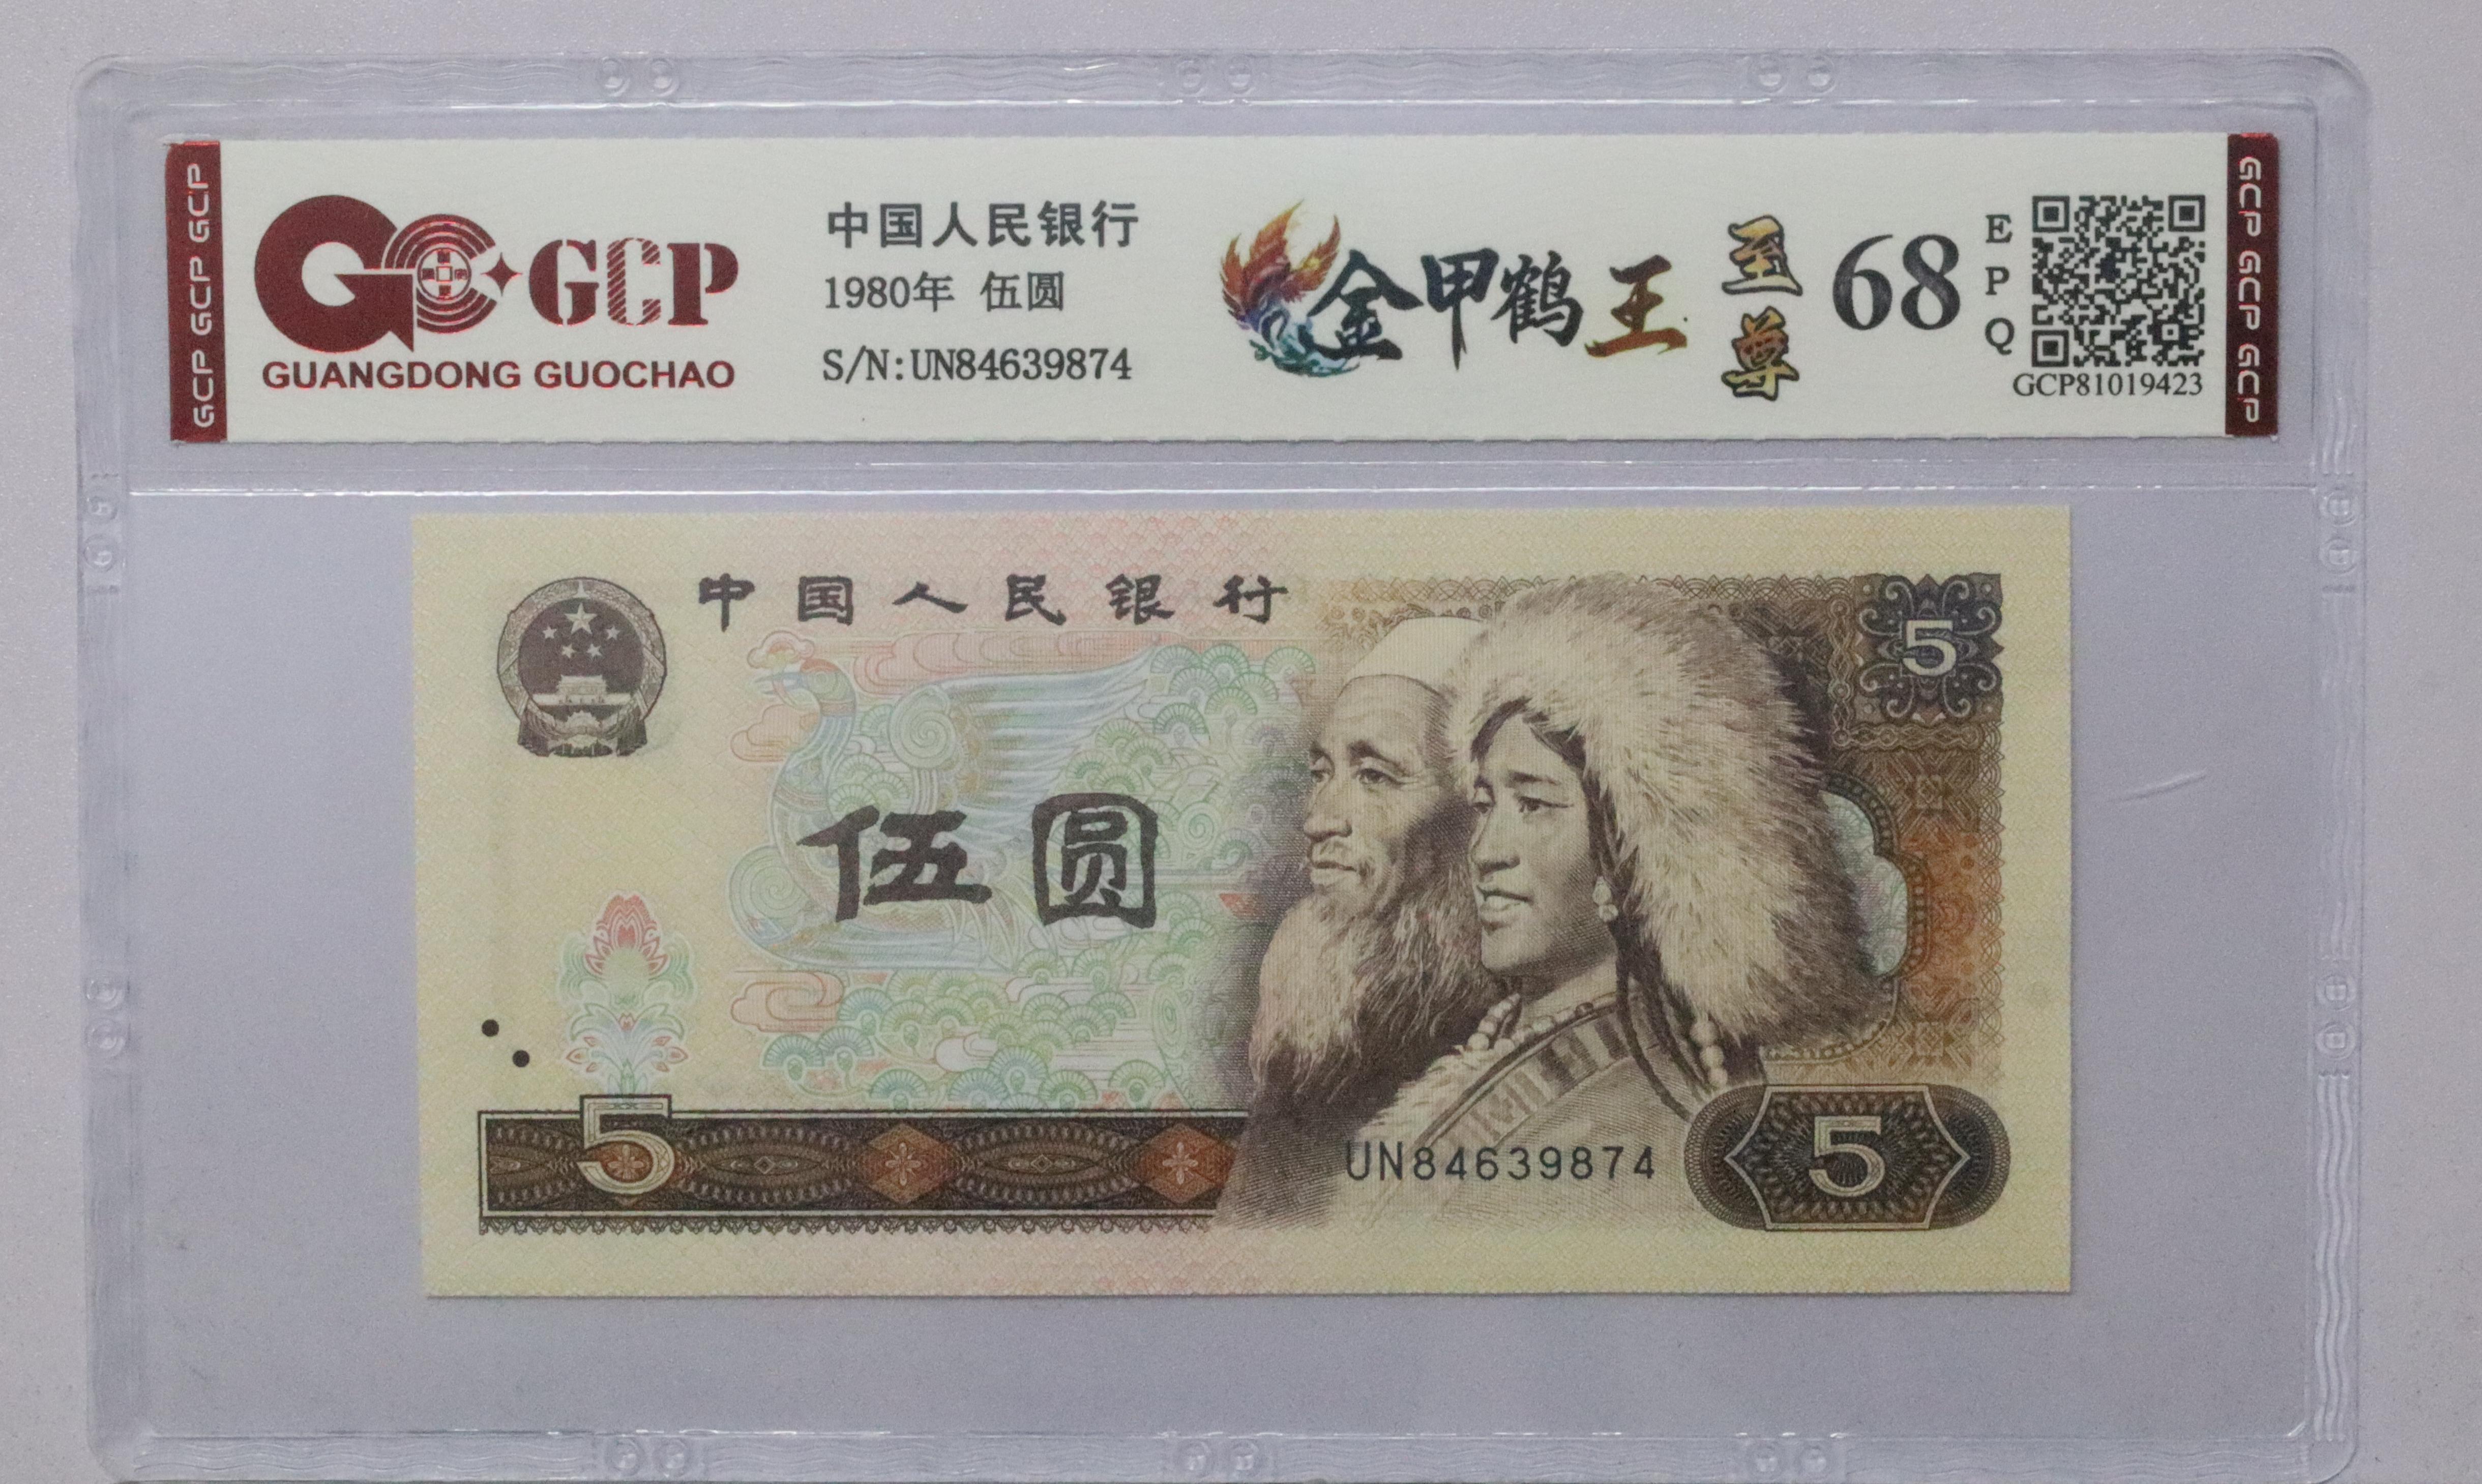 GCP GCP GCP
GCP
GUANGDONG GUOCHAO
中国人民银行
1980年 伍圆
S/N:UN84639874
金甲鹤王
至尊
68
EPQ
GCP81019423
GCP GCP GCP
中国人民银行
5
伍圆
5
UN84639874
5